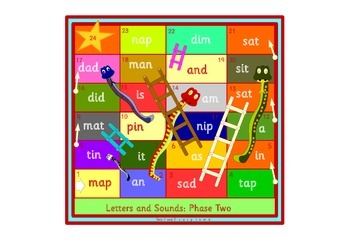 24 nap dim sat
dad man and sit
did is am
mat pin nip a
tin it as in
map an sad tap
Letters and Sounds: Phase Two